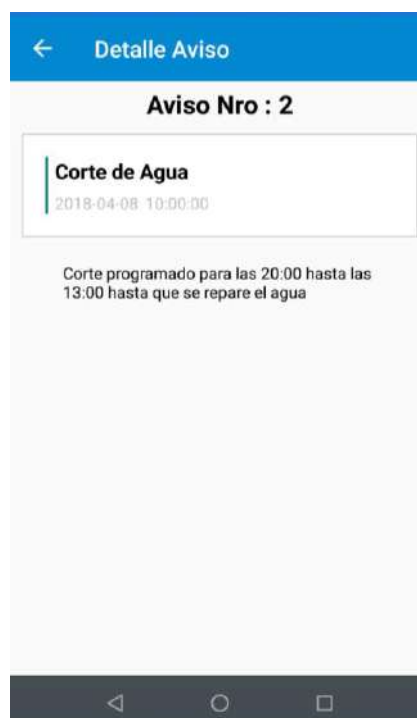 Detalle Aviso
Aviso Nro : 2
Corte de Agua
2018-04-08 10:00:00
Corte programado para las 20:00 hasta las
13:00 hasta que se repare el agua